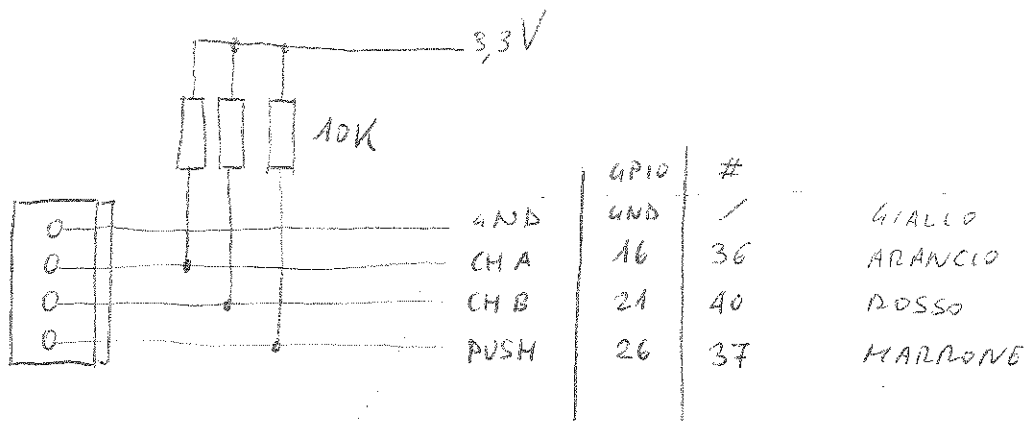 3,3V
10K
GPIO #
GND GND / GIALLO
CH A 16 36 ARANCIO
CH B 21 40 ROSSO
PUSH 26 37 MARRONE